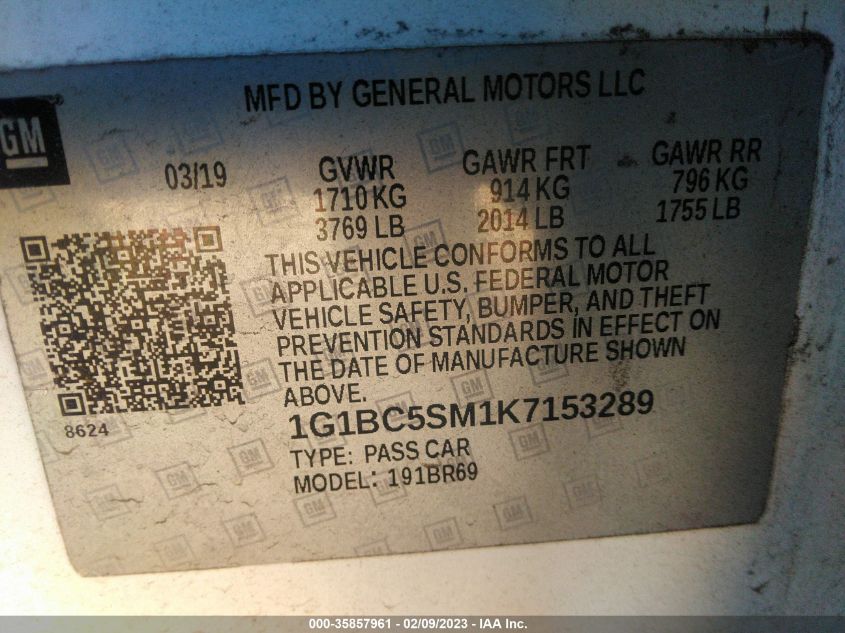 MFD BY GENERAL MOTORS LLC
GM
03/19 GVWR GAWR FRT GAWR RR
1710 KG 914 KG 796 KG
3769 LB 2014 LB 1755 LB
THIS VEHICLE CONFORMS TO ALL
APPLICABLE U.S. FEDERAL MOTOR
VEHICLE SAFETY, BUMPER, AND THEFT
PREVENTION STANDARDS IN EFFECT ON
THE DATE OF MANUFACTURE SHOWN
ABOVE.
8624
1G1BC5SM1K7153289
TYPE: PASS CAR
MODEL: 191BR69
000-35857961 - 02/09/2023 - IAA Inc.